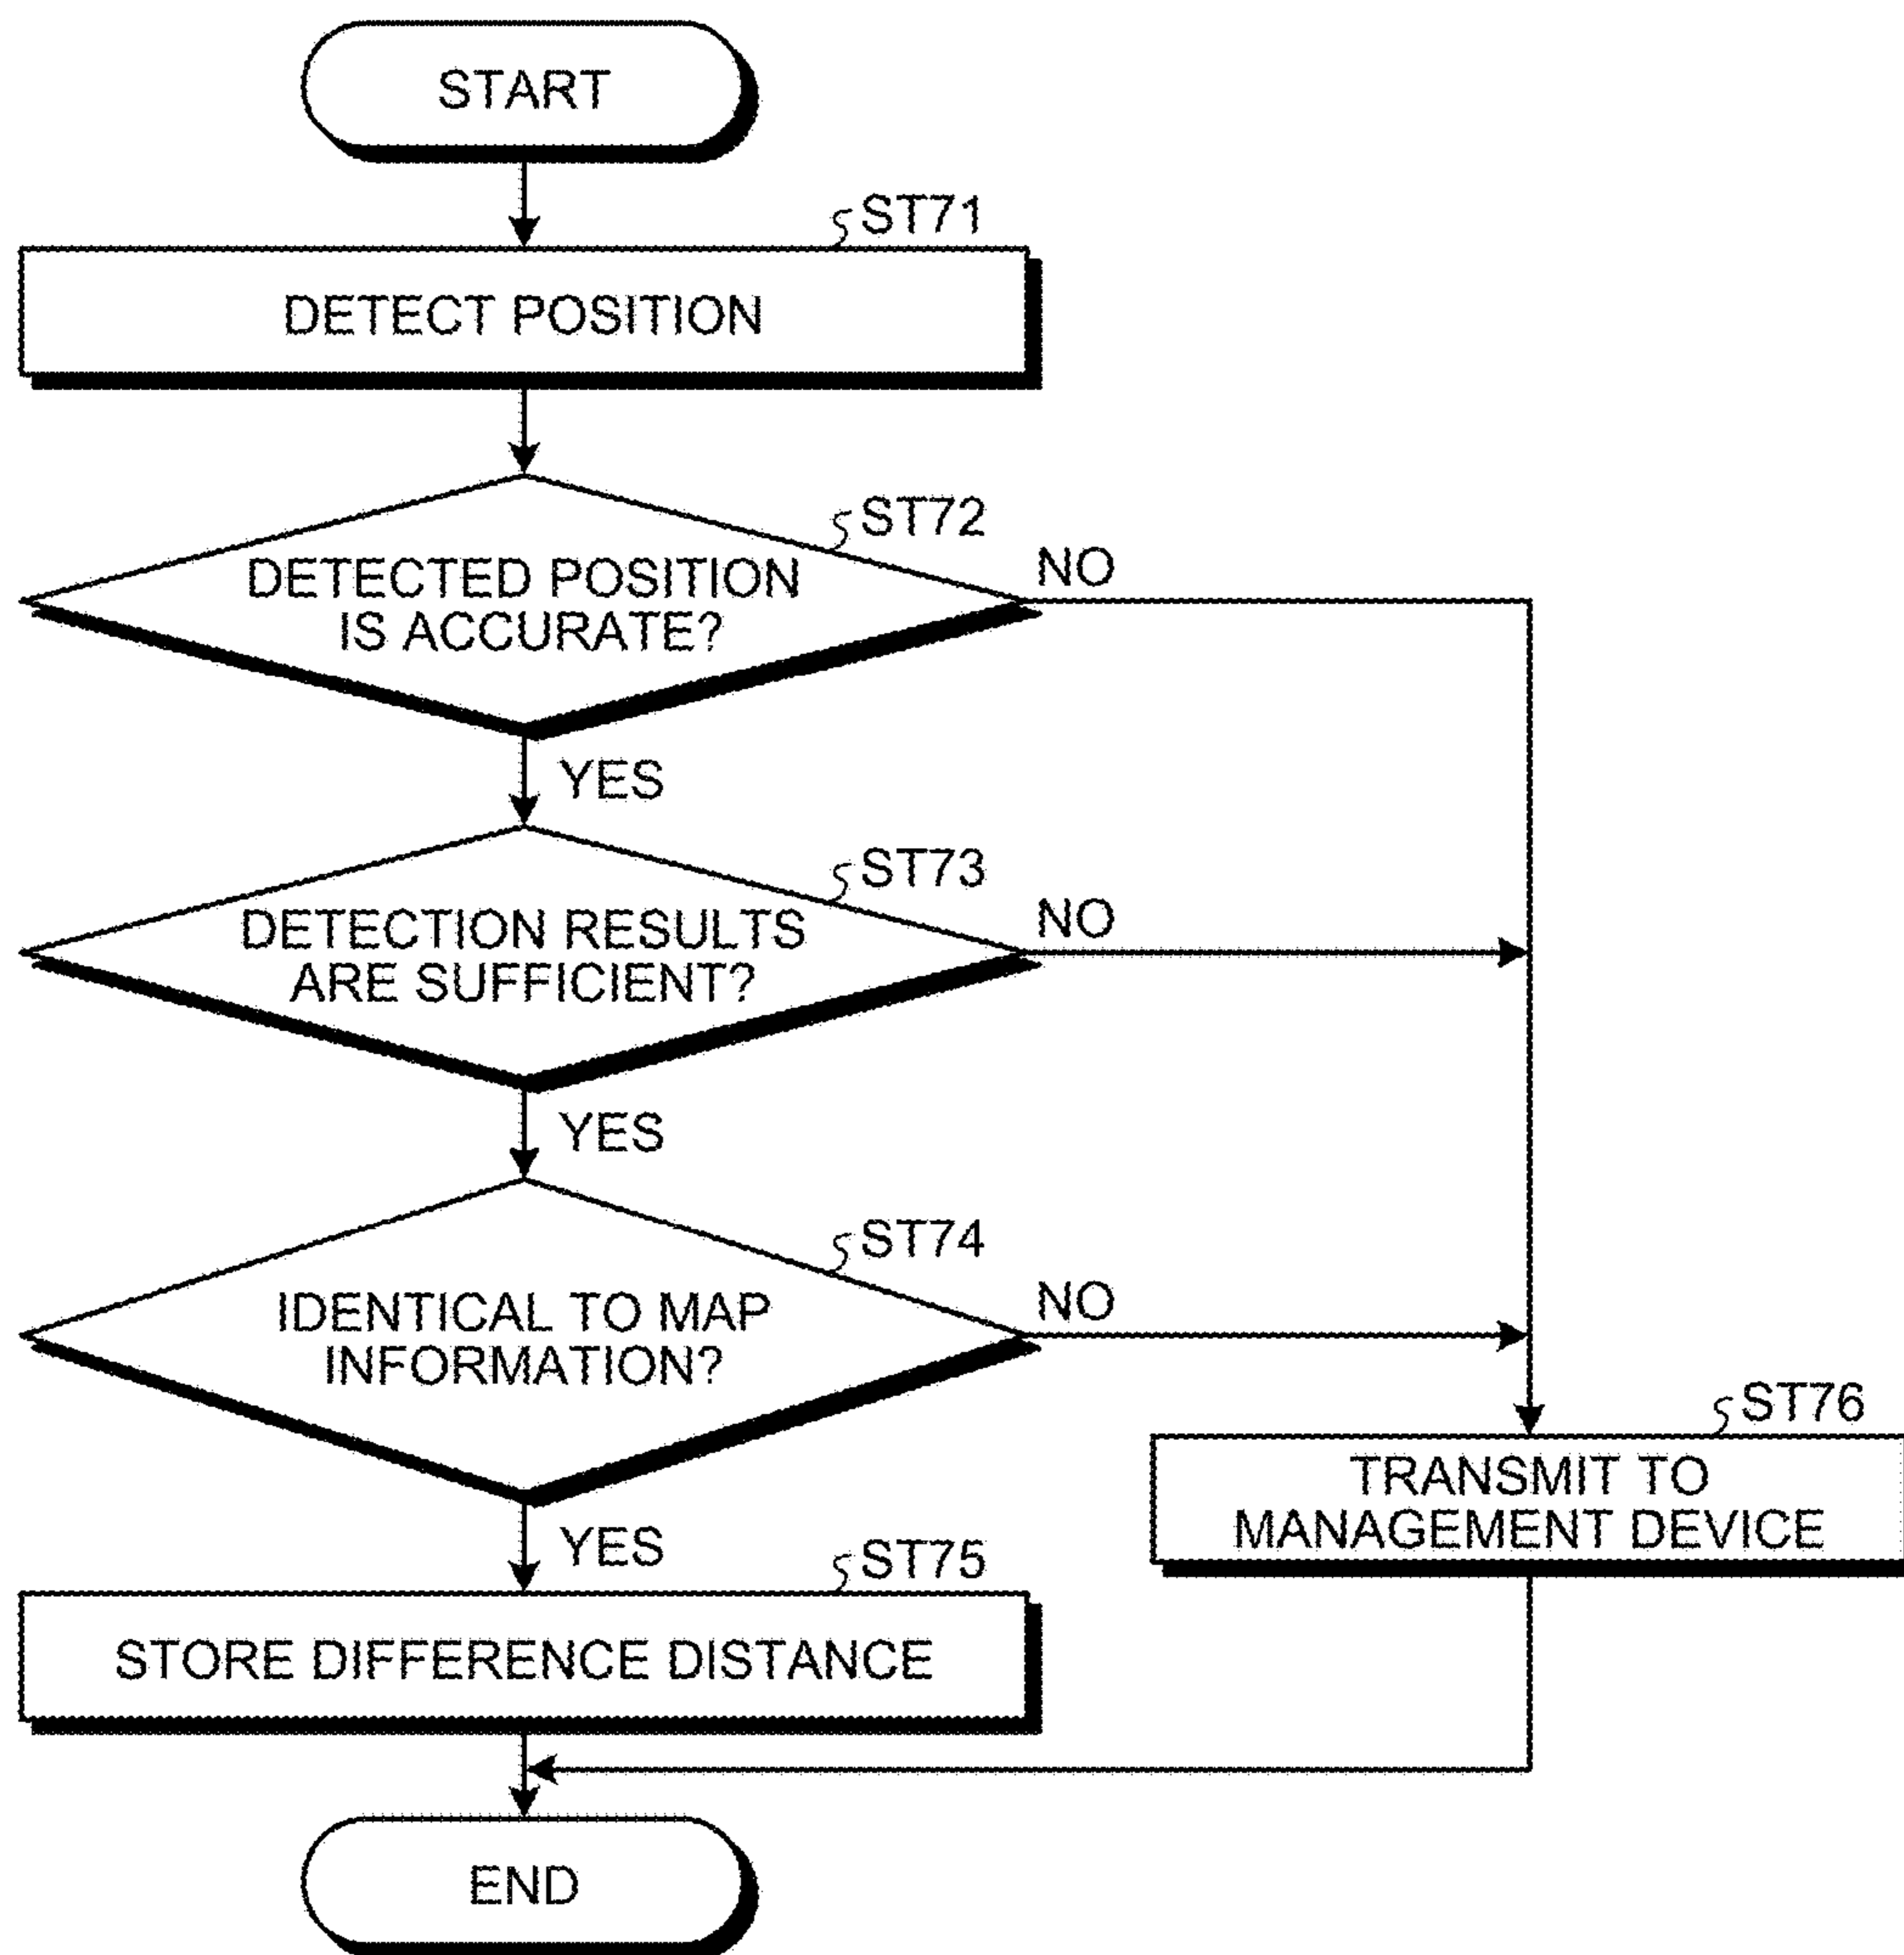 START
ST71
DETECT POSITION
ST72
DETECTED POSITION
IS ACCURATE?
NO
YES
ST73
DETECTION RESULTS
ARE SUFFICIENT?
NO
YES
ST74
IDENTICAL TO MAP
INFORMATION?
NO
YES
ST75
STORE DIFFERENCE DISTANCE
ST76
TRANSMIT TO
MANAGEMENT DEVICE
END